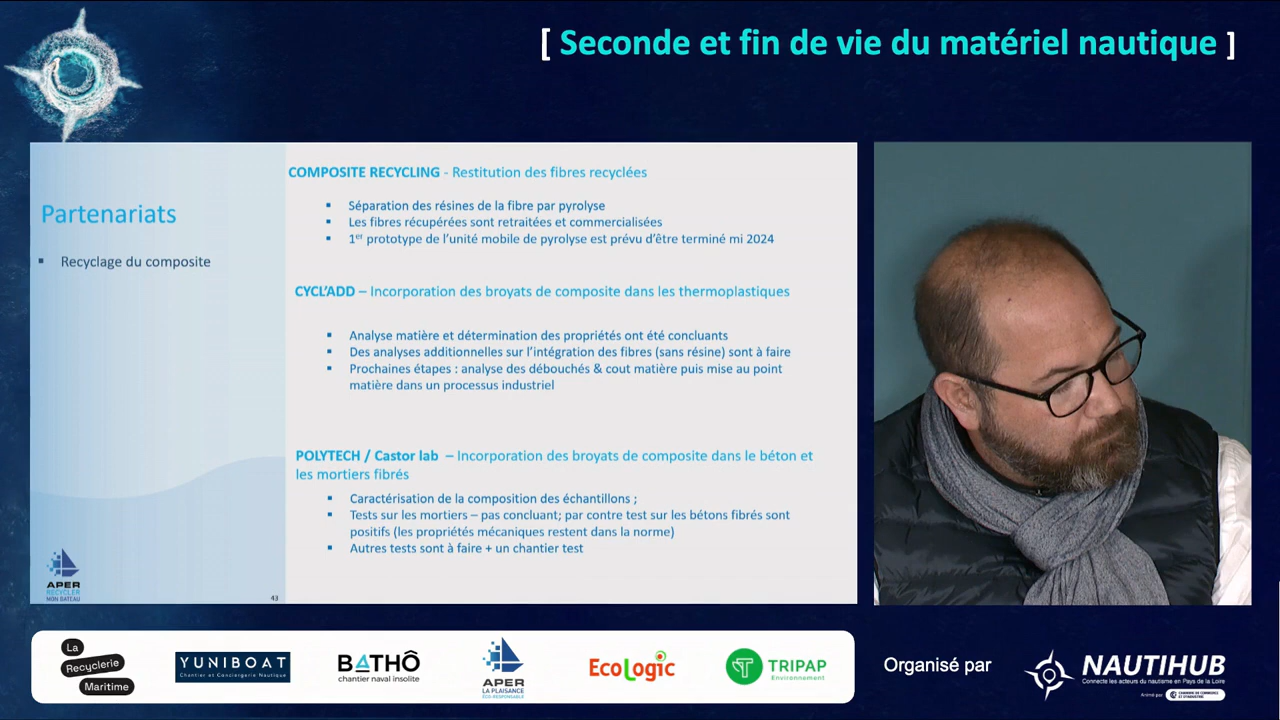 [ Seconde et fin de vie du matériel nautique ]
Partenariats
▪ Recyclage du composite
COMPOSITE RECYCLING - Restitution des fibres recyclées
▪ Séparation des résines de la fibre par pyrolyse
▪ Les fibres récupérées sont retraitées et commercialisées
▪ 1er prototype de l'unité mobile de pyrolyse est prévu d'être terminé mi 2024
CYCL'ADD – Incorporation des broyats de composite dans les thermoplastiques
▪ Analyse matière et détermination des propriétés ont été concluants
▪ Des analyses additionnelles sur l'intégration des fibres (sans résine) sont à faire
▪ Prochaines étapes : analyse des débouchés & cout matière puis mise au point
matière dans un processus industriel
POLYTECH / Castor lab – Incorporation des broyats de composite dans le béton et
les mortiers fibrés
▪ Caractérisation de la composition des échantillons ;
▪ Tests sur les mortiers – pas concluant; par contre test sur les bétons fibrés sont
positifs (les propriétés mécaniques restent dans la norme)
▪ Autres tests sont à faire + un chantier test
APER
RECYCLER
MON BATEAU
43
La
Recyclerie
Maritime
YUNIBOAT
Chantier et Conciergerie Nautique
BATHÔ
chantier naval insolite
APER
LA PLAISANCE
ÉCO-RESPONSABLE
EcoLogic
TRIPAP
Environnement
Organisé par
NAUTIHUB
Connecte les acteurs du nautisme en Pays de la Loire
Animé par
CHAMBRE DE COMMERCE
ET D'INDUSTRIE